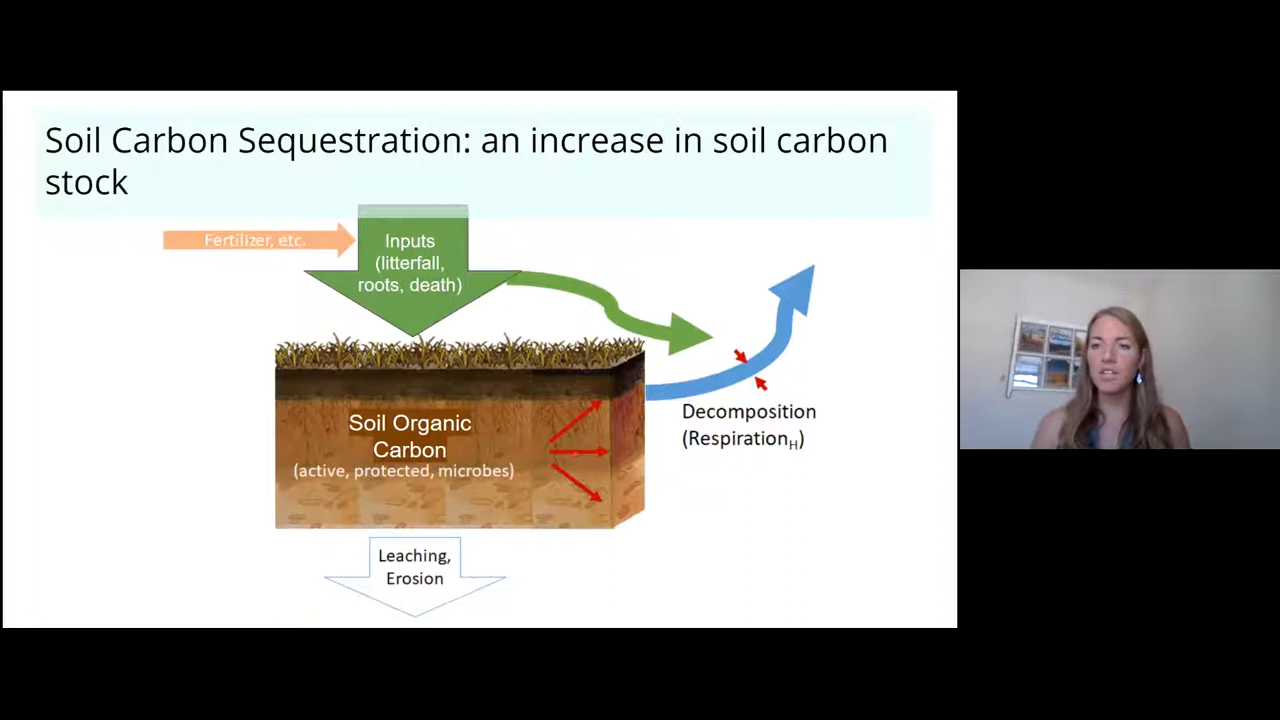 Soil Carbon Sequestration: an increase in soil carbon
stock
Fertilizer, etc.
Inputs
(litterfall,
roots, death)
Decomposition
(Respiration_H)
Soil Organic
Carbon
(active, protected, microbes)
Leaching,
Erosion